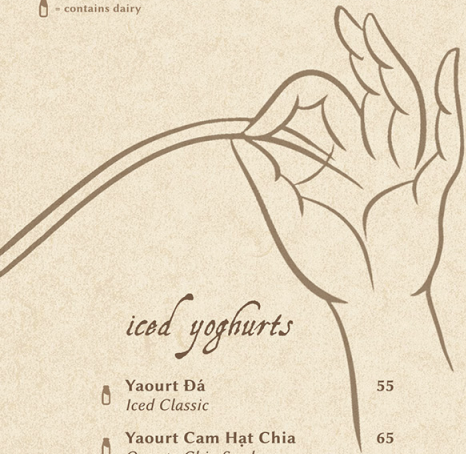 = contains dairy
iced yoghurts
Yaourt Đá 55
Iced Classic
Yaourt Cam Hạt Chia 65